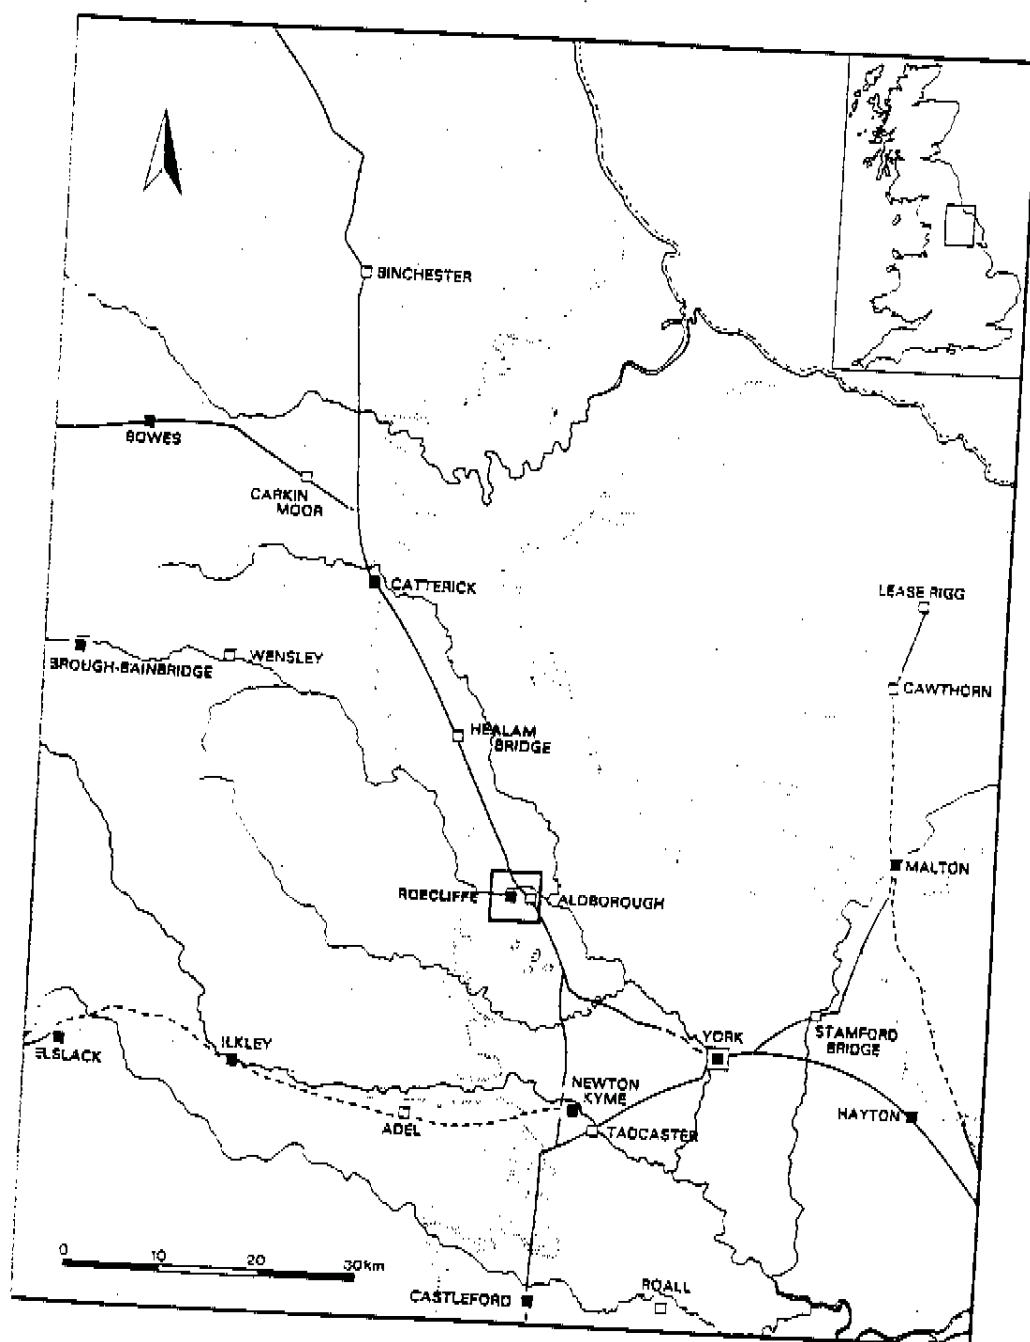 BINCHESTER
BOWES
CARKIN
MOOR
CATTERICK
LEASE RIGG
BROUGH-BAINBRIDGE
WENSLEY
CAWTHORN
HEALAM
BRIDGE
MALTON
ROECLIFFE
ALDBOROUGH
YORK
STAMFORD
BRIDGE
ELSLACK
ILKLEY
NEWTON
KYME
HAYTON
ADEL
TADCASTER
0 10 20 30km
CASTLEFORD
ROALL